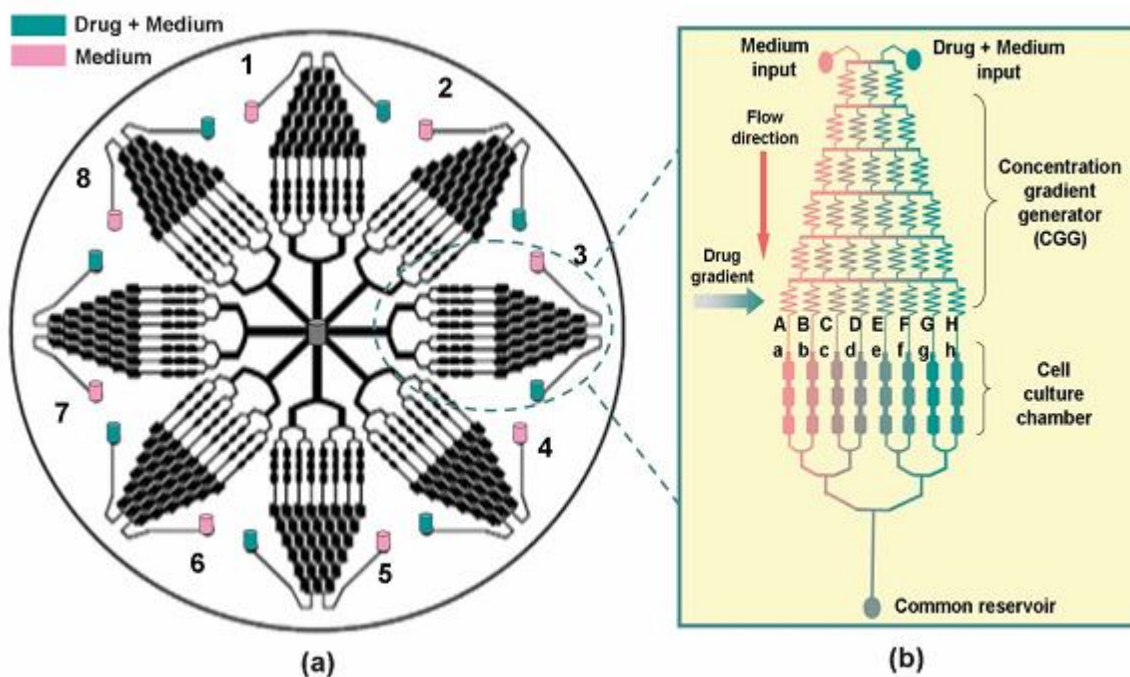 Drug + Medium
Medium
1
2
3
4
5
6
7
8
(a)
Medium
input
Drug + Medium
input
Flow
direction
Concentration
gradient
generator
(CGG)
Drug
gradient
A B C D E F G H
a b c d e f g h
Cell
culture
chamber
Common reservoir
(b)